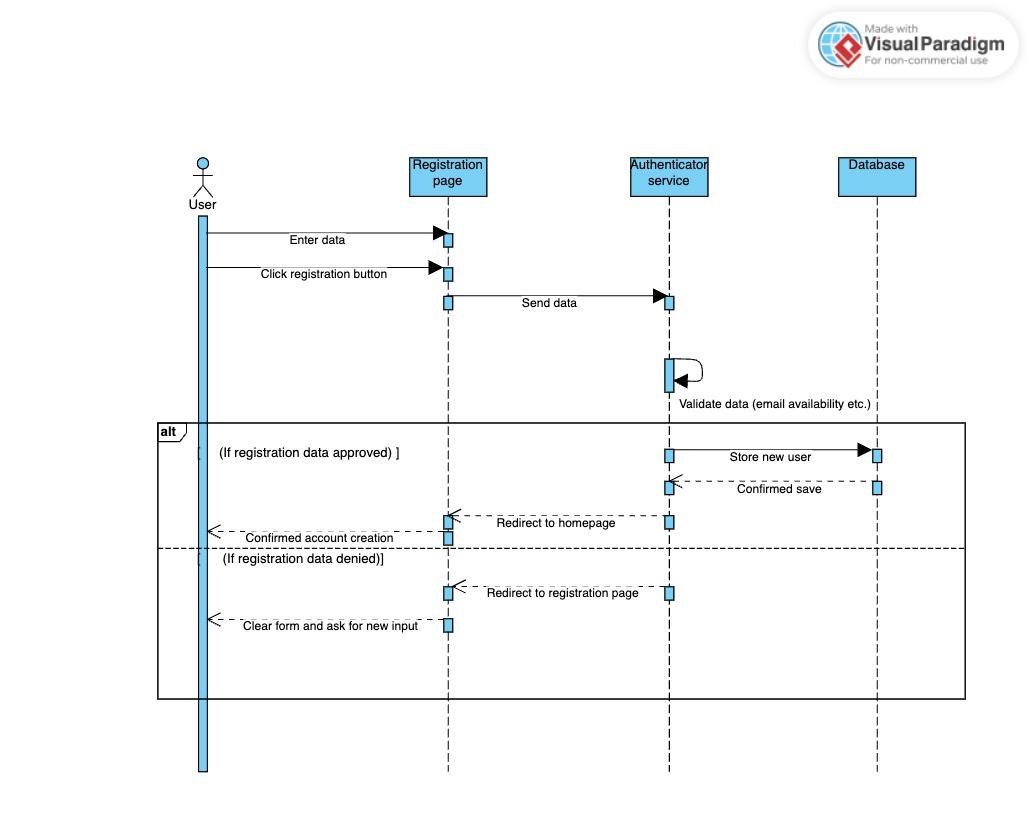 Made with
VisualParadigm
For non-commercial use
User
Registration
page
Authenticator
service
Database
Enter data
Click registration button
Send data
Validate data (email availability etc.)
alt
[ (If registration data approved) ]
Store new user
Confirmed save
Redirect to homepage
Confirmed account creation
[ (If registration data denied)]
Redirect to registration page
Clear form and ask for new input